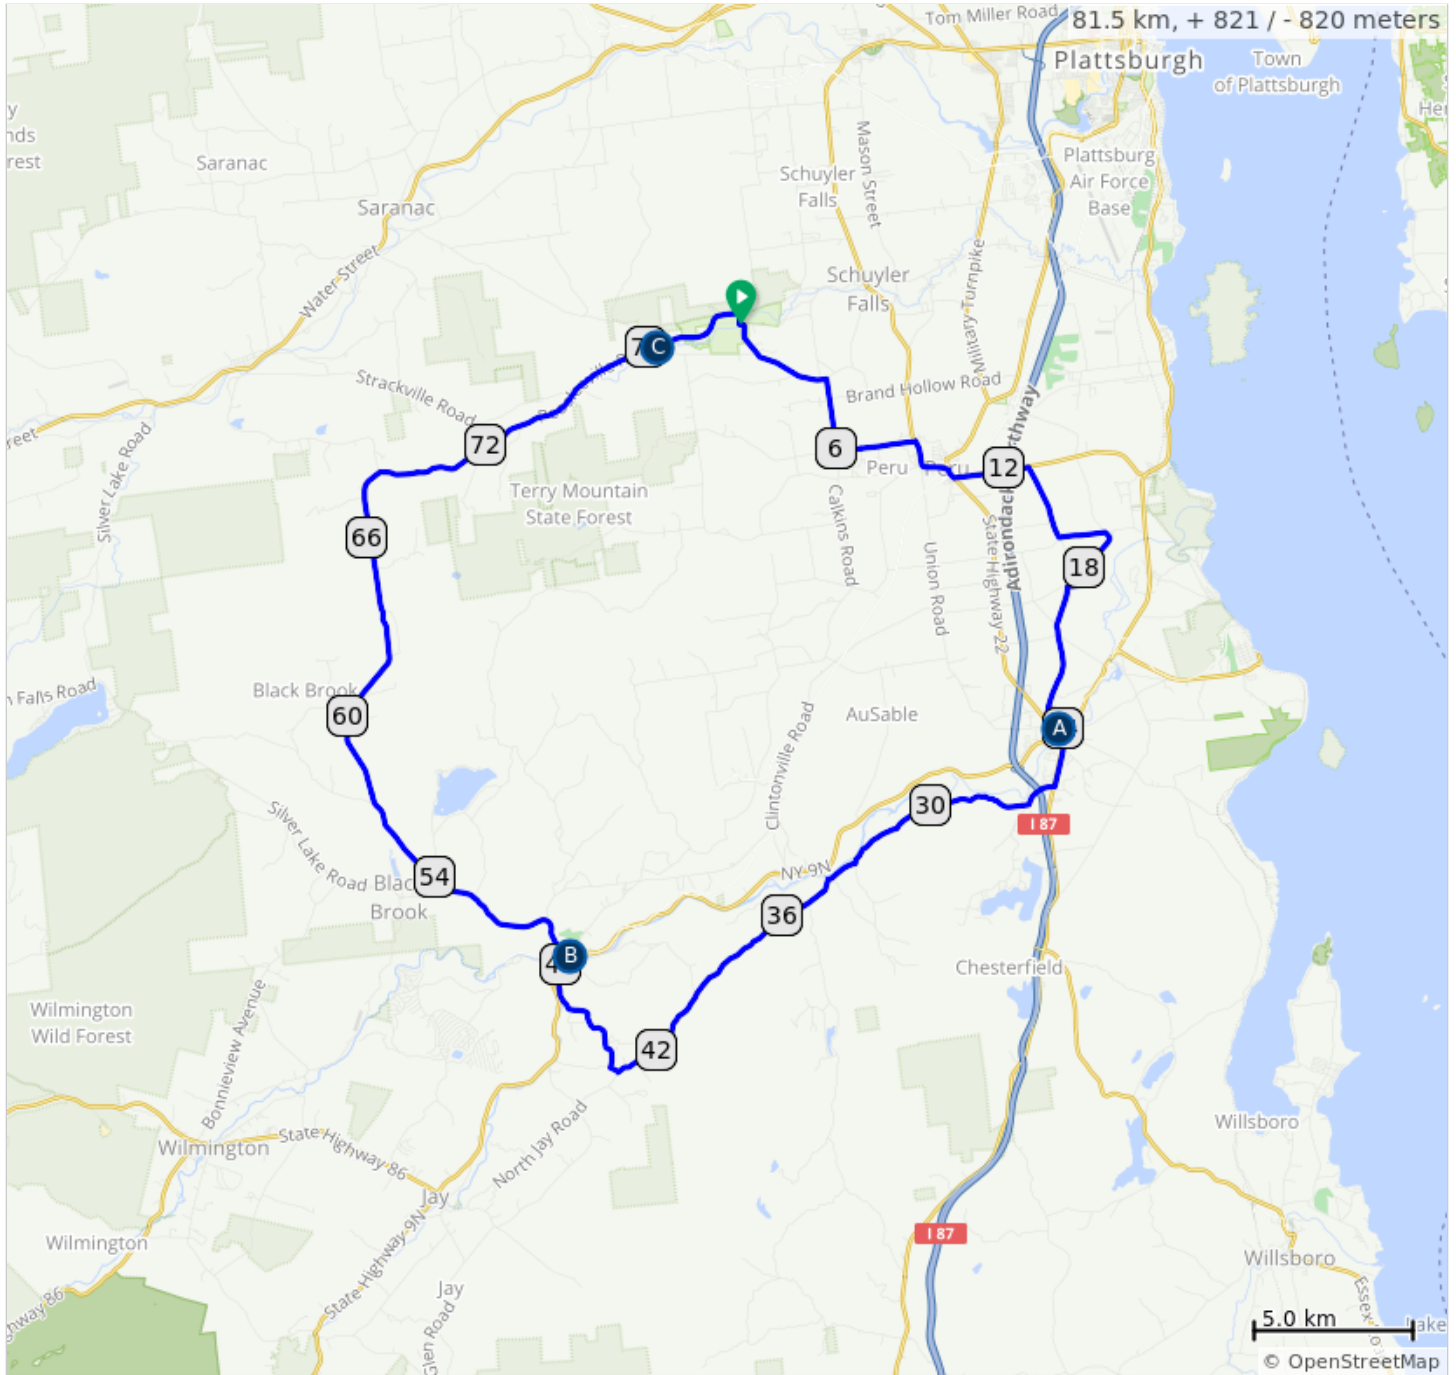 Tom Miller Road
81.5 km, + 821 / - 820 meters
Plattsburgh
Town
of Plattsburgh
Saranac
Mason Street
Plattsburg
Air Force
Base
Schuyler
Falls
Saranac
Water Street
Schuyler
Falls
Military Turnpike
C
Strackville Road
Brand Hollow Road
Silver Lake Road
72
6
Peru
Peru
12
Terry Mountain
State Forest
Calkins Road
66
Union Road
State Highway 22
18
Black Brook
60
AuSable
A
Clintonville Road
30
I 87
Silver Lake Road
NY 9N
54
Brook
36
B
Chesterfield
Wilmington
Wild Forest
Bonnieview Avenue
42
Willsboro
State Highway 86
Wilmington
North Jay Road
Jay
State Highway 9N
I 87
Wilmington
Willsboro
Jay
Glen Road
5.0 km
© OpenStreetMap